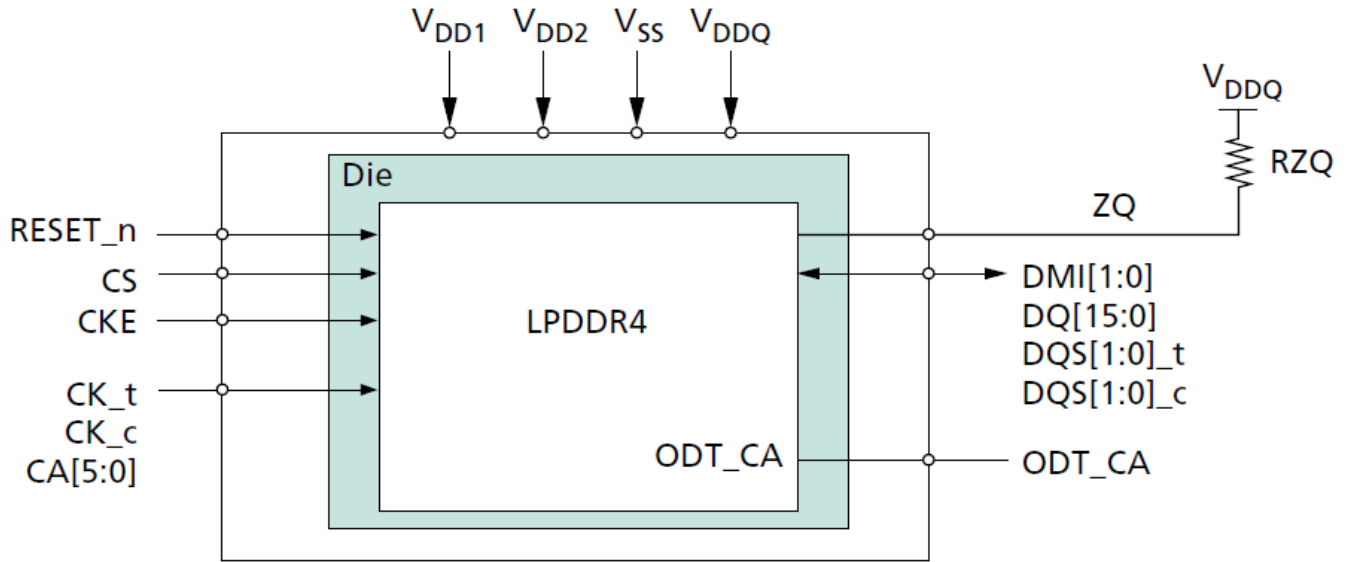 VDD1 VDD2 VSS VDDQ
VDDQ
RZQ
Die
ZQ
RESET_n
CS
CKE
CK_t
CK_c
CA[5:0]
LPDDR4
ODT_CA
DMI[1:0]
DQ[15:0]
DQS[1:0]_t
DQS[1:0]_c
ODT_CA